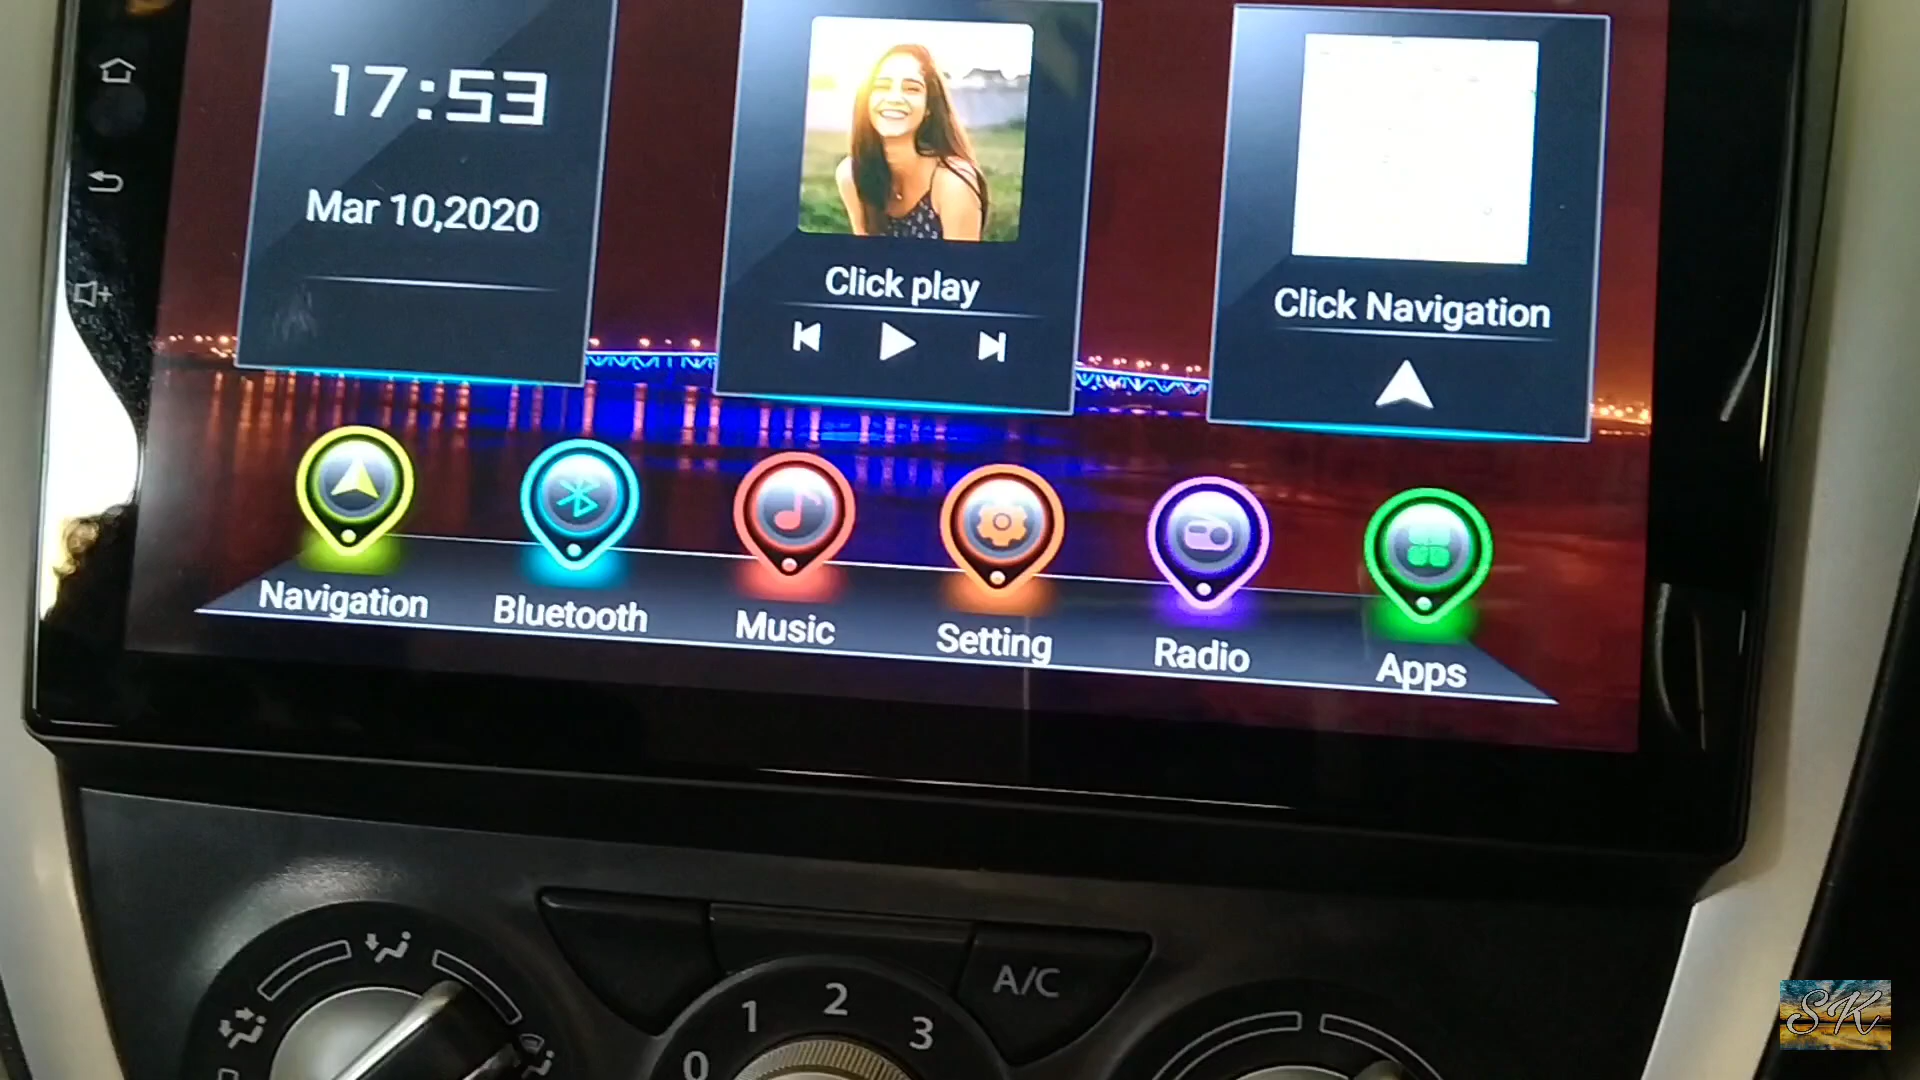 17:53
Mar 10,2020
Click play
Click Navigation
Navigation
Bluetooth
Music
Setting
Radio
Apps
A/C
0
1
2
3
SK